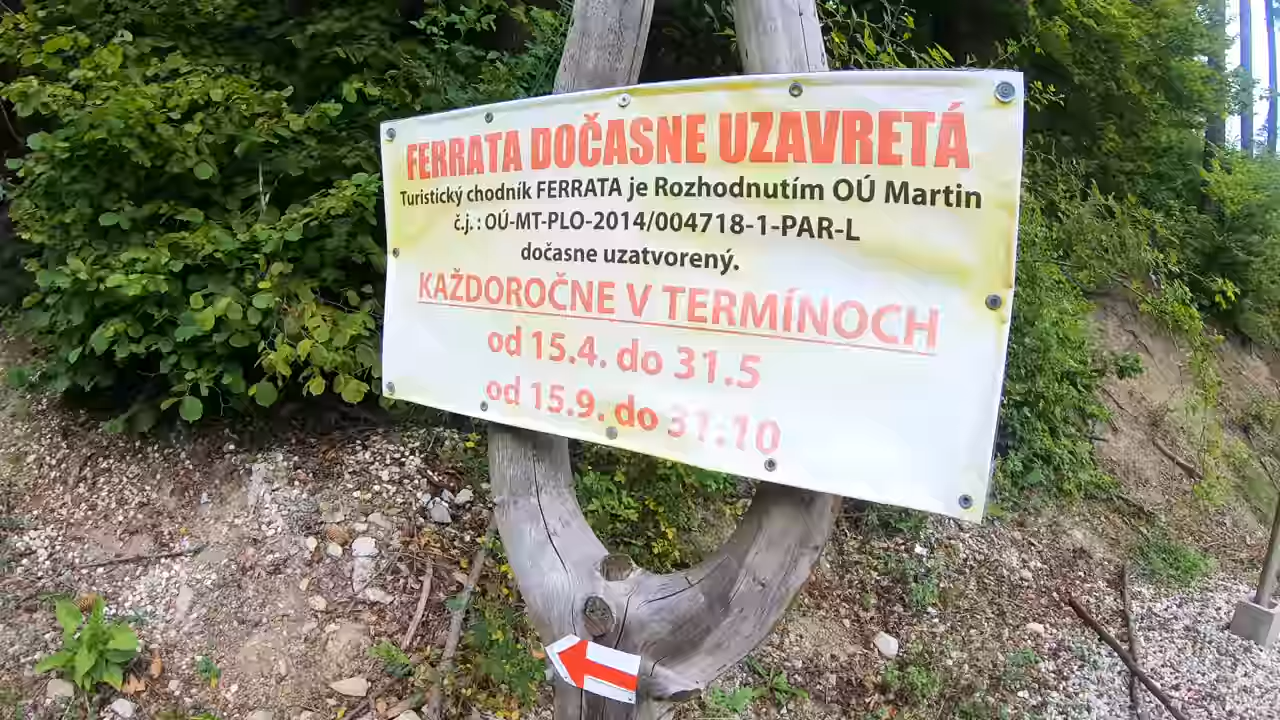 FERRATA DOČASNE UZAVRETÁ
Turistický chodník FERRATA je Rozhodnutím OÚ Martin
č.j. : OÚ-MT-PLO-2014/004718-1-PAR-L
dočasne uzatvorený.
KAŽDOROČNE V TERMÍNOCH
od 15.4. do 31.5
od 15.9. do 31.10